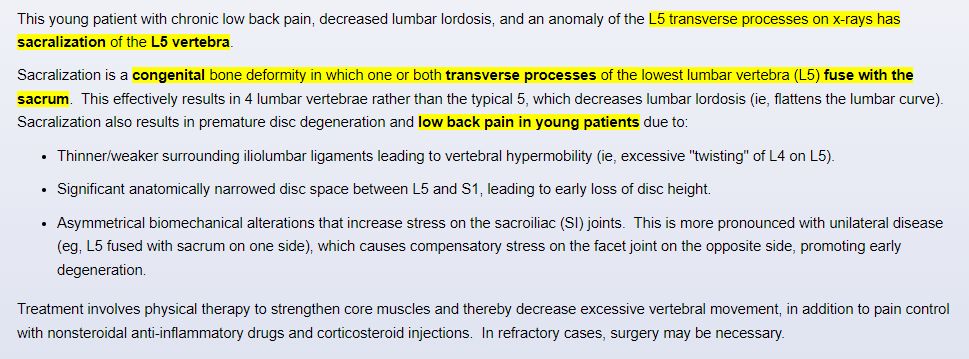 This young patient with chronic low back pain, decreased lumbar lordosis, and an anomaly of the L5 transverse processes on x-rays has
sacralization of the L5 vertebra.
Sacralization is a congenital bone deformity in which one or both transverse processes of the lowest lumbar vertebra (L5) fuse with the
sacrum.  This effectively results in 4 lumbar vertebrae rather than the typical 5, which decreases lumbar lordosis (ie, flattens the lumbar curve).
Sacralization also results in premature disc degeneration and low back pain in young patients due to:
• Thinner/weaker surrounding iliolumbar ligaments leading to vertebral hypermobility (ie, excessive "twisting" of L4 on L5).
• Significant anatomically narrowed disc space between L5 and S1, leading to early loss of disc height.
• Asymmetrical biomechanical alterations that increase stress on the sacroiliac (SI) joints.  This is more pronounced with unilateral disease
(eg, L5 fused with sacrum on one side), which causes compensatory stress on the facet joint on the opposite side, promoting early
degeneration.
Treatment involves physical therapy to strengthen core muscles and thereby decrease excessive vertebral movement, in addition to pain control
with nonsteroidal anti-inflammatory drugs and corticosteroid injections.  In refractory cases, surgery may be necessary.